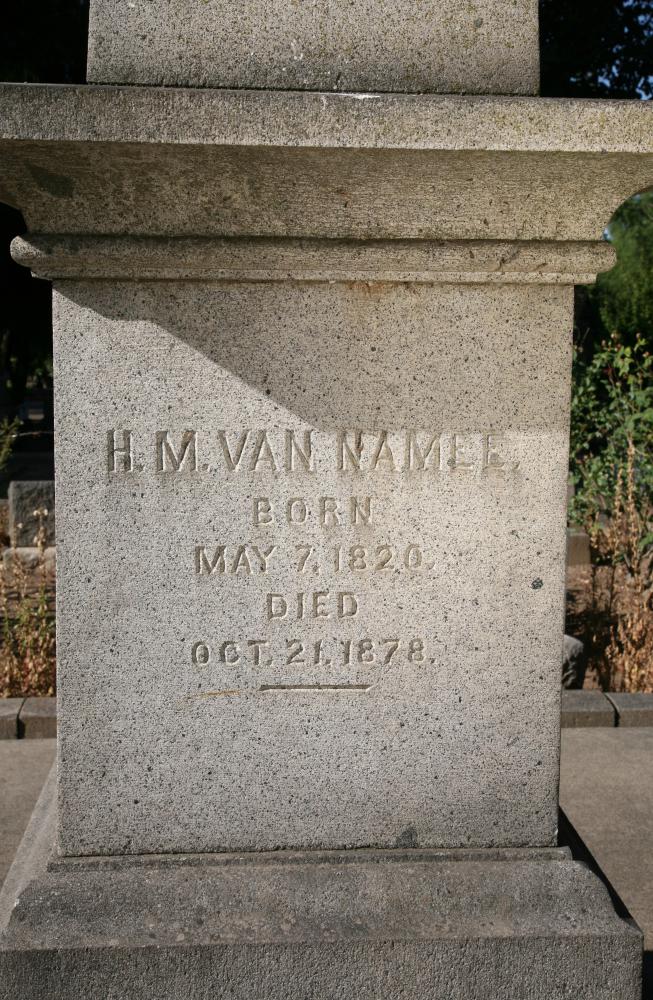 H. M. VAN NAMEE.
BORN
MAY 7, 1820.
DIED
OCT. 21, 1878.